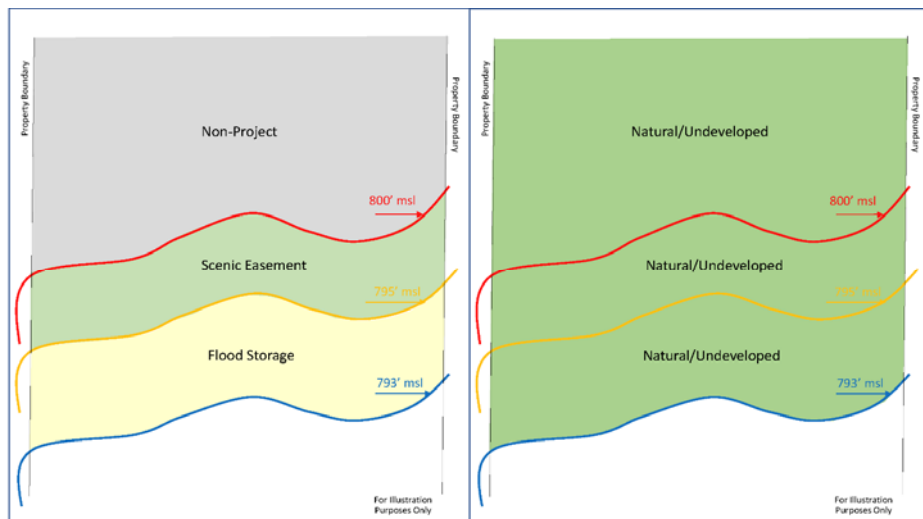 Property Boundary
Property Boundary
Non-Project
800' msl
Scenic Easement
795' msl
Flood Storage
793' msl
For Illustration
Purposes Only
Property Boundary
Property Boundary
Natural/Undeveloped
800' msl
Natural/Undeveloped
Natural/Undeveloped
793' msl
For Illustration
Purposes Only